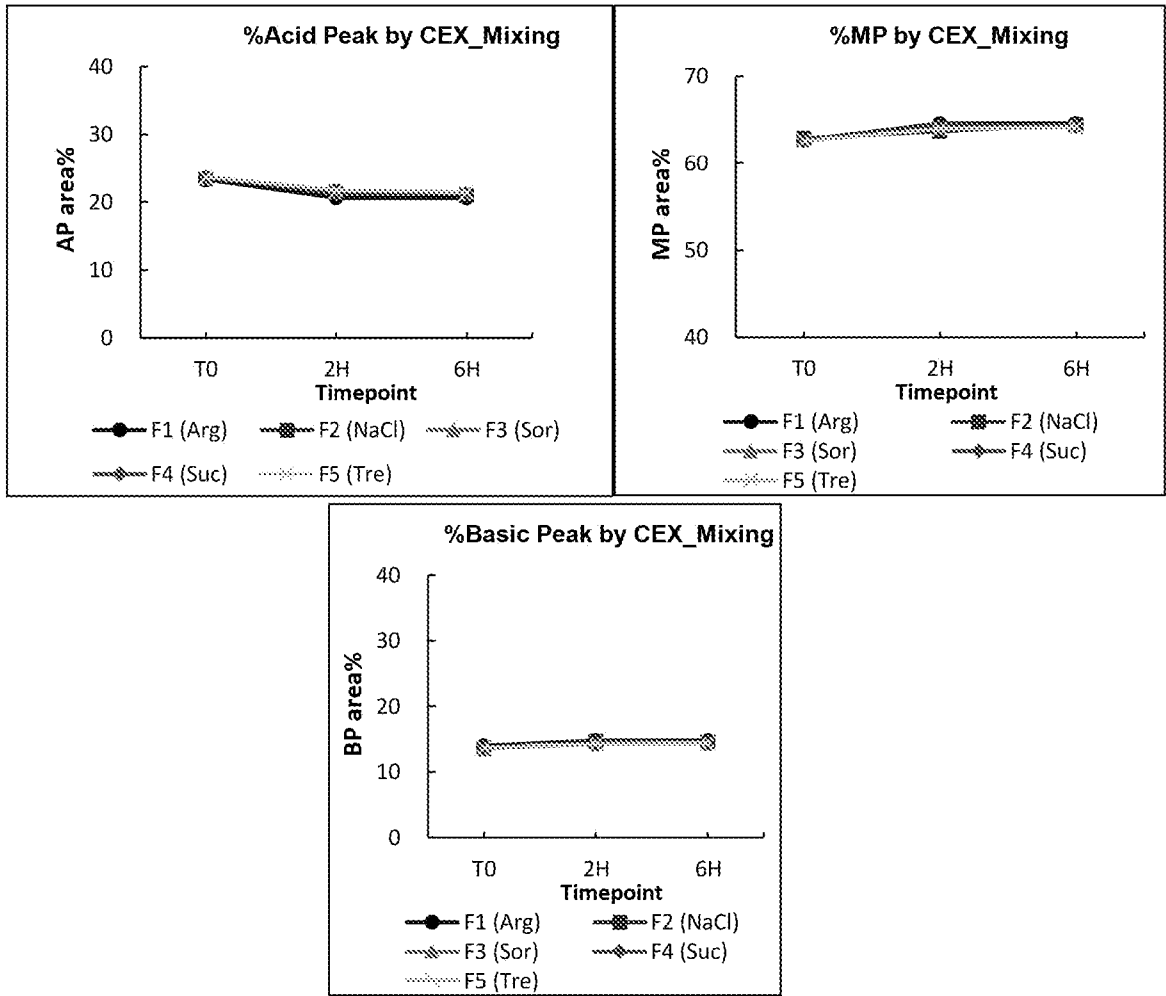 %Acid Peak by CEX_Mixing
40
30
20
10
0
AP area%
T0 2H 6H
Timepoint
F1 (Arg) F2 (NaCl) F3 (Sor)
F4 (Suc) F5 (Tre)
%MP by CEX_Mixing
70
60
50
40
MP area%
T0 2H 6H
Timepoint
F1 (Arg) F2 (NaCl)
F3 (Sor) F4 (Suc)
F5 (Tre)
%Basic Peak by CEX_Mixing
40
30
20
10
0
BP area%
T0 2H 6H
Timepoint
F1 (Arg) F2 (NaCl)
F3 (Sor) F4 (Suc)
F5 (Tre)